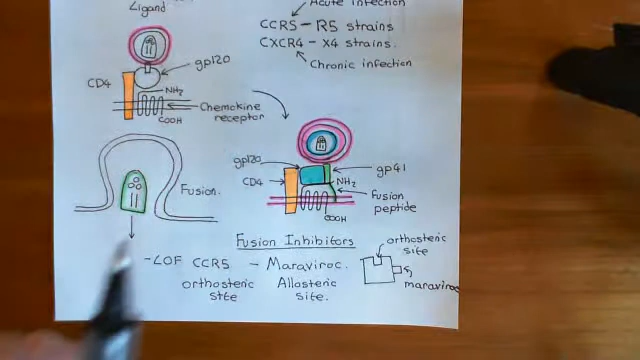 Ligand
Acute infection
CCR5 - R5 strains
CXCR4 - X4 strains.
Chronic infection
gp120
CD4
NH₂
COOH
Chemokine
receptor
gp120
gp41
CD4
NH₂
Fusion
peptide
COOH
Fusion.
Fusion Inhibitors
-LOF CCR5 - Maraviroc.
orthosteric Allosteric
site site.
orthosteric
site
maraviroc